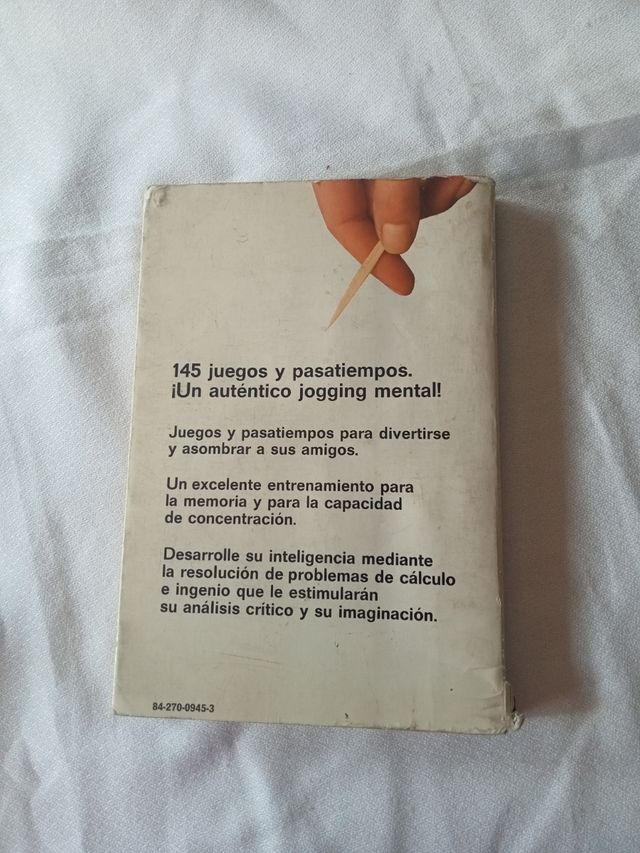 145 juegos y pasatiempos.
¡Un auténtico jogging mental!
Juegos y pasatiempos para divertirse
y asombrar a sus amigos.
Un excelente entrenamiento para
la memoria y para la capacidad
de concentración.
Desarrolle su inteligencia mediante
la resolución de problemas de cálculo
e ingenio que le estimularán
su análisis crítico y su imaginación.
84-270-0945-3